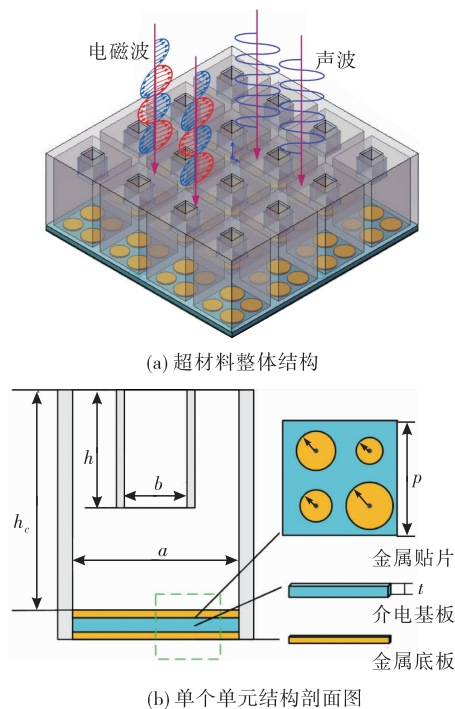 电磁波
声波
(a) 超材料整体结构
h
b
h_c
a
p
金属贴片
t
介电基板
金属底板
(b) 单个单元结构剖面图